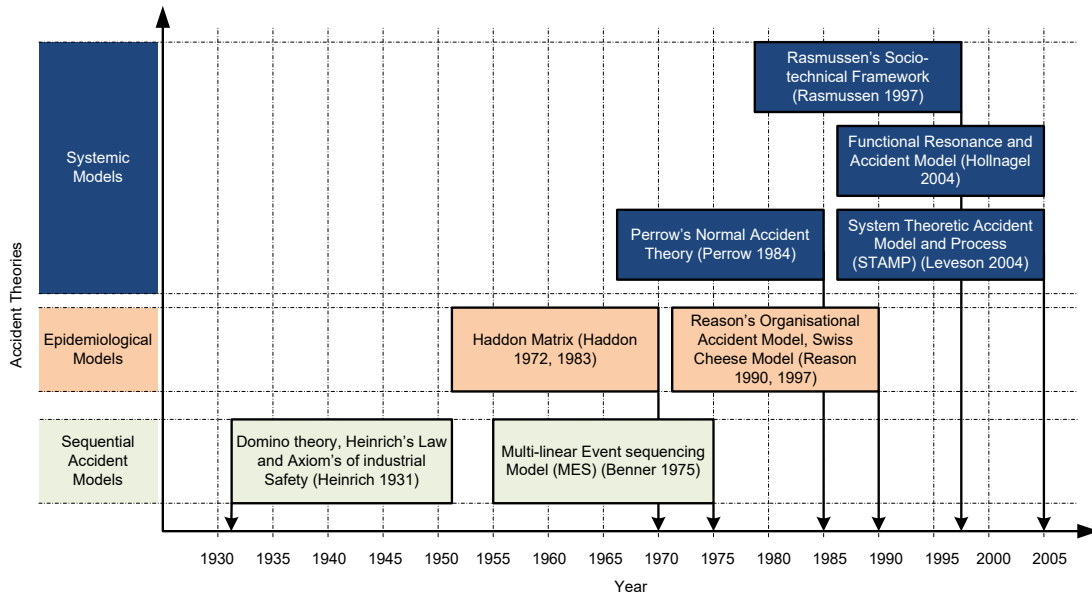 Accident Theories
Systemic
Models
Rasmussen's Socio-
technical Framework
(Rasmussen 1997)
Functional Resonance and
Accident Model (Hollnagel
2004)
Perrow's Normal Accident
Theory (Perrow 1984)
System Theoretic Accident
Model and Process
(STAMP) (Leveson 2004)
Epidemiological
Models
Haddon Matrix (Haddon
1972, 1983)
Reason's Organisational
Accident Model, Swiss
Cheese Model (Reason
1990, 1997)
Sequential
Accident
Models
Domino theory, Heinrich's Law
and Axiom's of industrial
Safety (Heinrich 1931)
Multi-linear Event sequencing
Model (MES) (Benner 1975)
1930 1935 1940 1945 1950 1955 1960 1965 1970 1975 1980 1985 1990 1995 2000 2005
Year